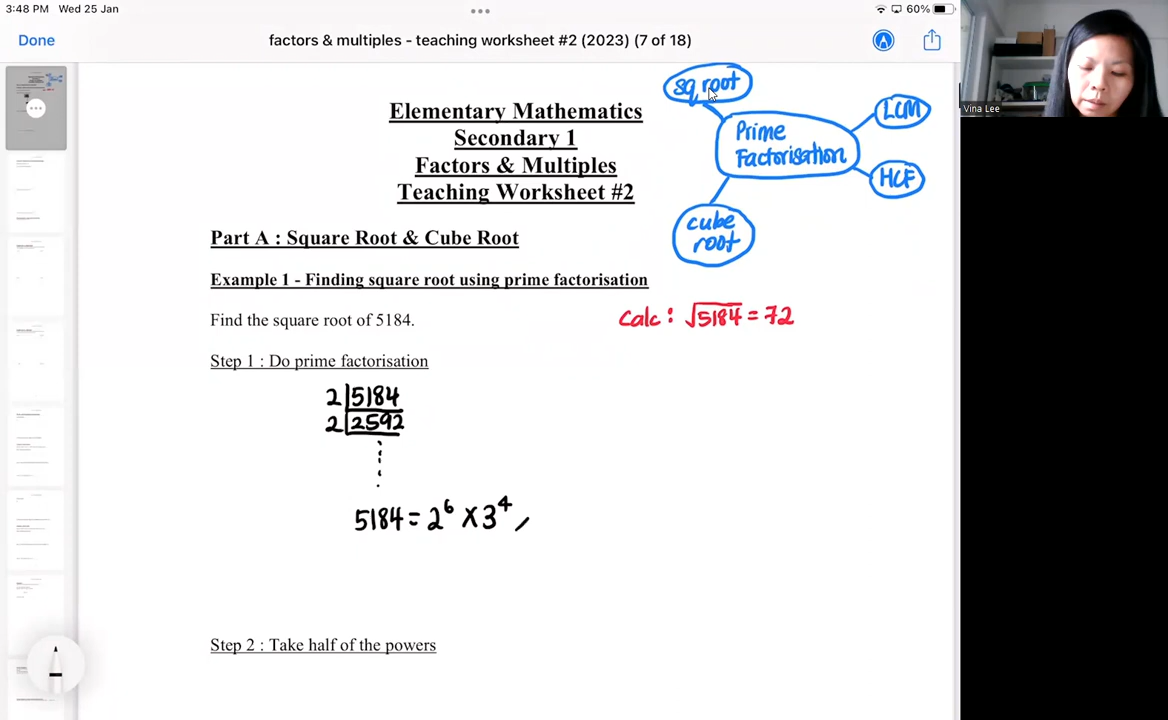 3:48 PM Wed 25 Jan
60%
Done
factors & multiples - teaching worksheet #2 (2023) (7 of 18)
Vina Lee
Elementary Mathematics
Secondary 1
Factors & Multiples
Teaching Worksheet #2
sq root
Prime
Factorisation
LCM
HCF
cube
root
Part A : Square Root & Cube Root
Example 1 - Finding square root using prime factorisation
Find the square root of 5184.
Calc : √5184 = 72
Step 1 : Do prime factorisation
2 | 5184
2 | 2592
5184 = 2⁶ × 3⁴
Step 2 : Take half of the powers